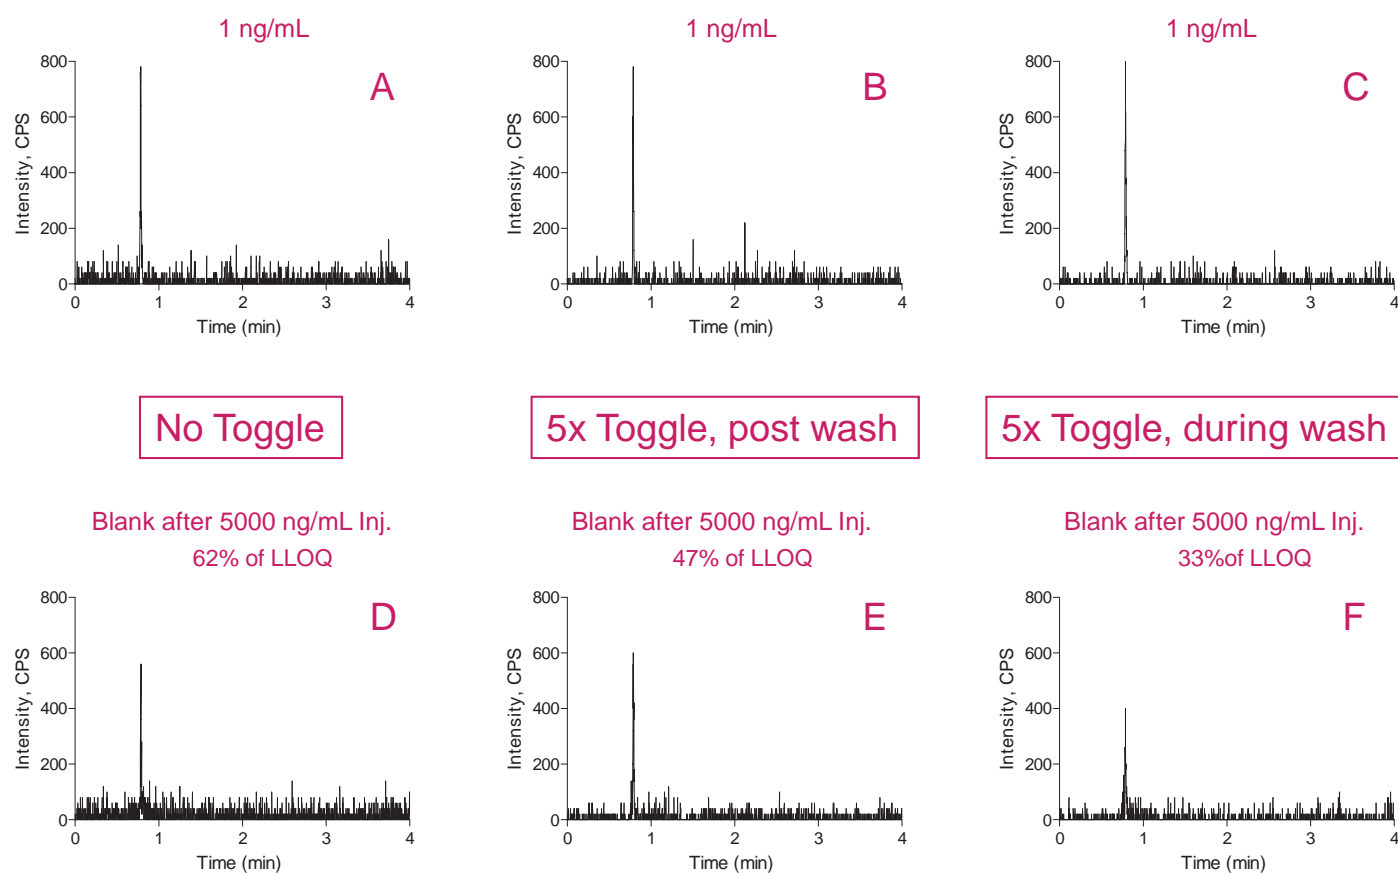 1 ng/mL
A
800
600
400
200
0
Intensity, CPS
0 1 2 3 4
Time (min)
1 ng/mL
B
800
600
400
200
0
Intensity, CPS
0 1 2 3 4
Time (min)
1 ng/mL
C
800
600
400
200
0
Intensity, CPS
0 1 2 3 4
Time (min)
No Toggle
5x Toggle, post wash
5x Toggle, during wash
Blank after 5000 ng/mL Inj.
62% of LLOQ
D
800
600
400
200
0
Intensity, CPS
0 1 2 3 4
Time (min)
Blank after 5000 ng/mL Inj.
47% of LLOQ
E
800
600
400
200
0
Intensity, CPS
0 1 2 3 4
Time (min)
Blank after 5000 ng/mL Inj.
33%of LLOQ
F
800
600
400
200
0
Intensity, CPS
0 1 2 3 4
Time (min)